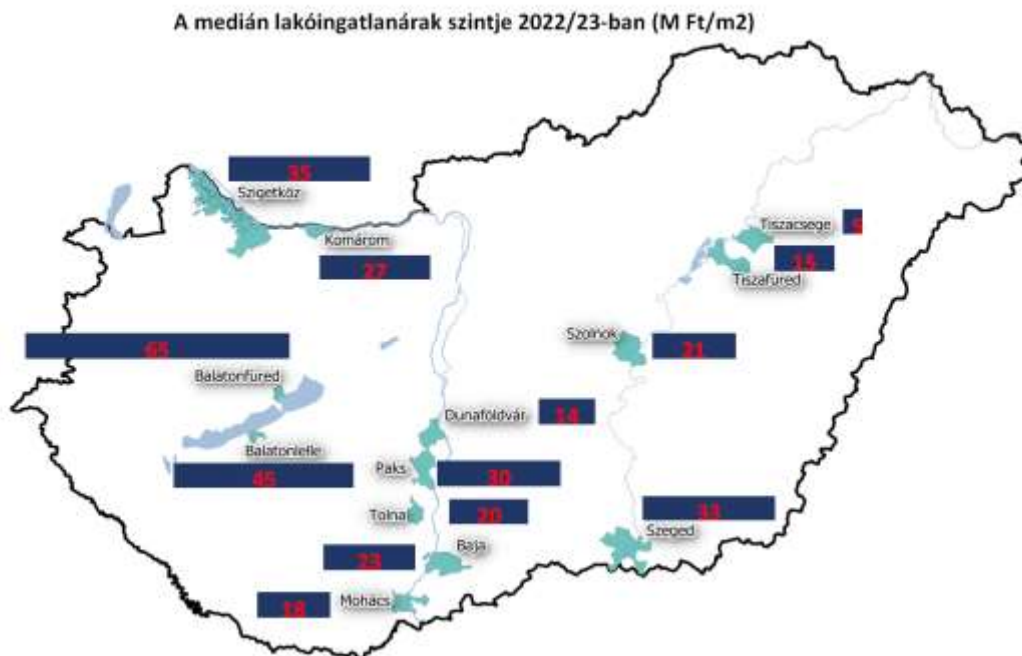 A medián lakóingatlanárak szintje 2022/23-ban (M Ft/m2)
35
Szigetköz
Komárom
27
Tiszacsege
15
Tiszafüred
Szolnok
21
65
Balatonfüred
Dunaföldvár
14
Balatonlelle
45
Paks
30
Tolna
20
33
Szeged
23
Baja
18
Mohács